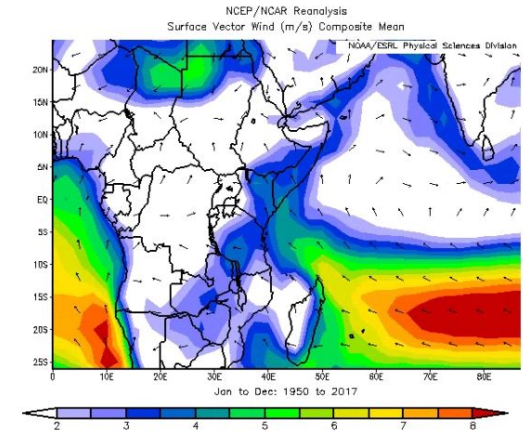 NCEP/NCAR Reanalysis
Surface Vector Wind (m/s) Composite Mean
NOAA/ESRL Physical Sciences Division
20N
15N
10N
5N
EQ
5S
10S
15S
20S
25S
0 10E 20E 30E 40E 50E 60E 70E 80E
Jan to Dec: 1950 to 2017
2 3 4 5 6 7 8